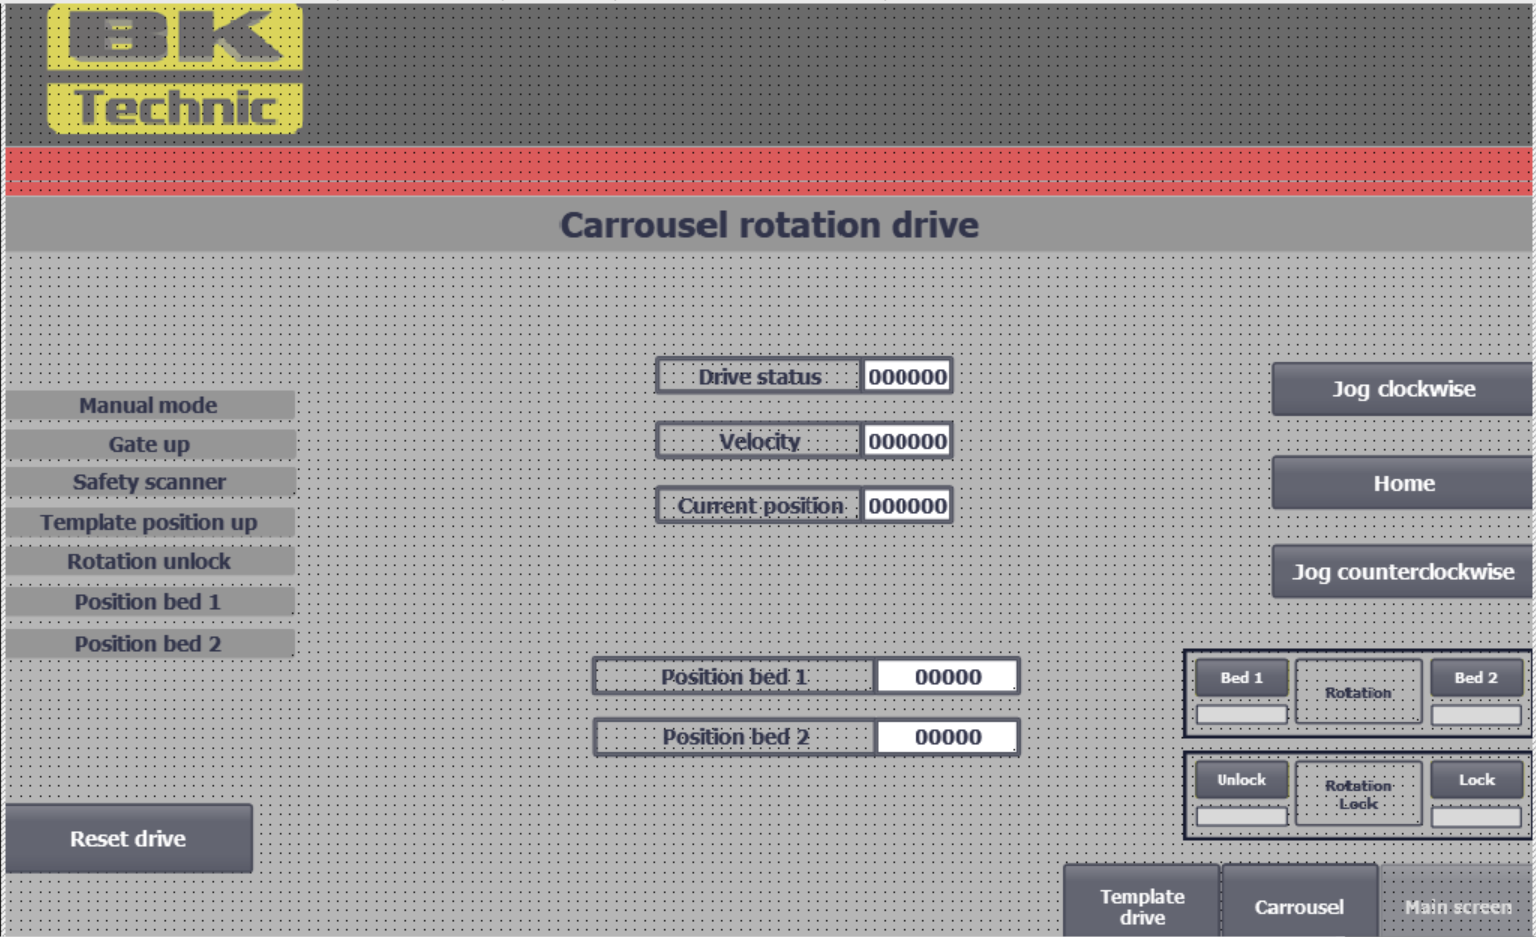 BK
Technic
Carrousel rotation drive
Manual mode
Gate up
Safety scanner
Template position up
Rotation unlock
Position bed 1
Position bed 2
Reset drive
Drive status 000000
Velocity 000000
Current position 000000
Position bed 1 00000
Position bed 2 00000
Jog clockwise
Home
Jog counterclockwise
Bed 1 Rotation Bed 2
Unlock Rotation Lock
Lock
Template
drive
Carrousel
Main screen